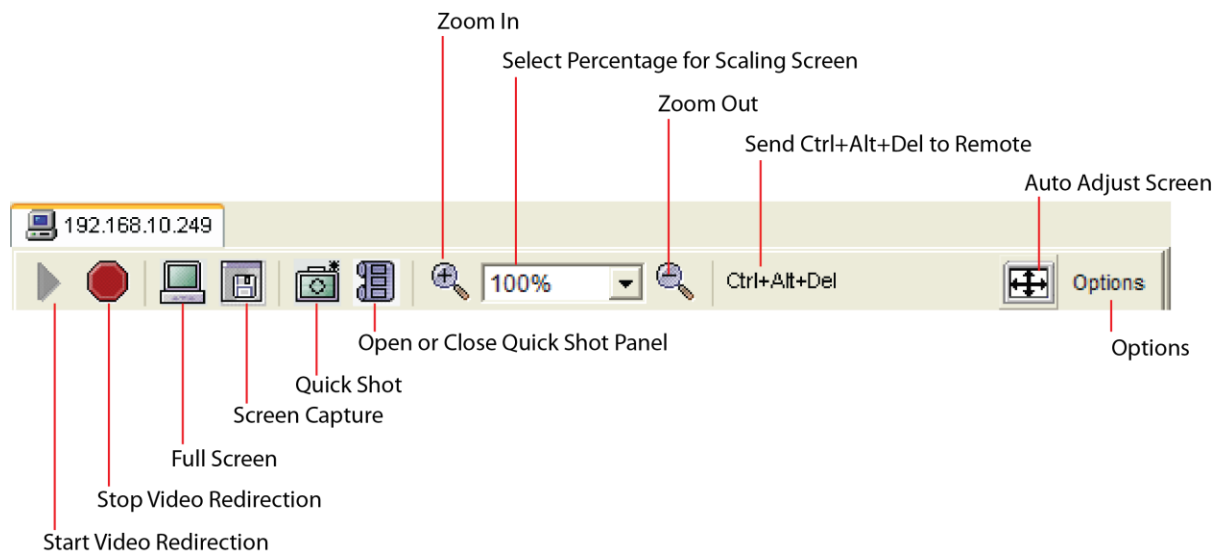 Zoom In
Select Percentage for Scaling Screen
Zoom Out
Send Ctrl+Alt+Del to Remote
Auto Adjust Screen
192.168.10.249
100%
Ctrl+Alt+Del
Options
Open or Close Quick Shot Panel
Options
Quick Shot
Screen Capture
Full Screen
Stop Video Redirection
Start Video Redirection